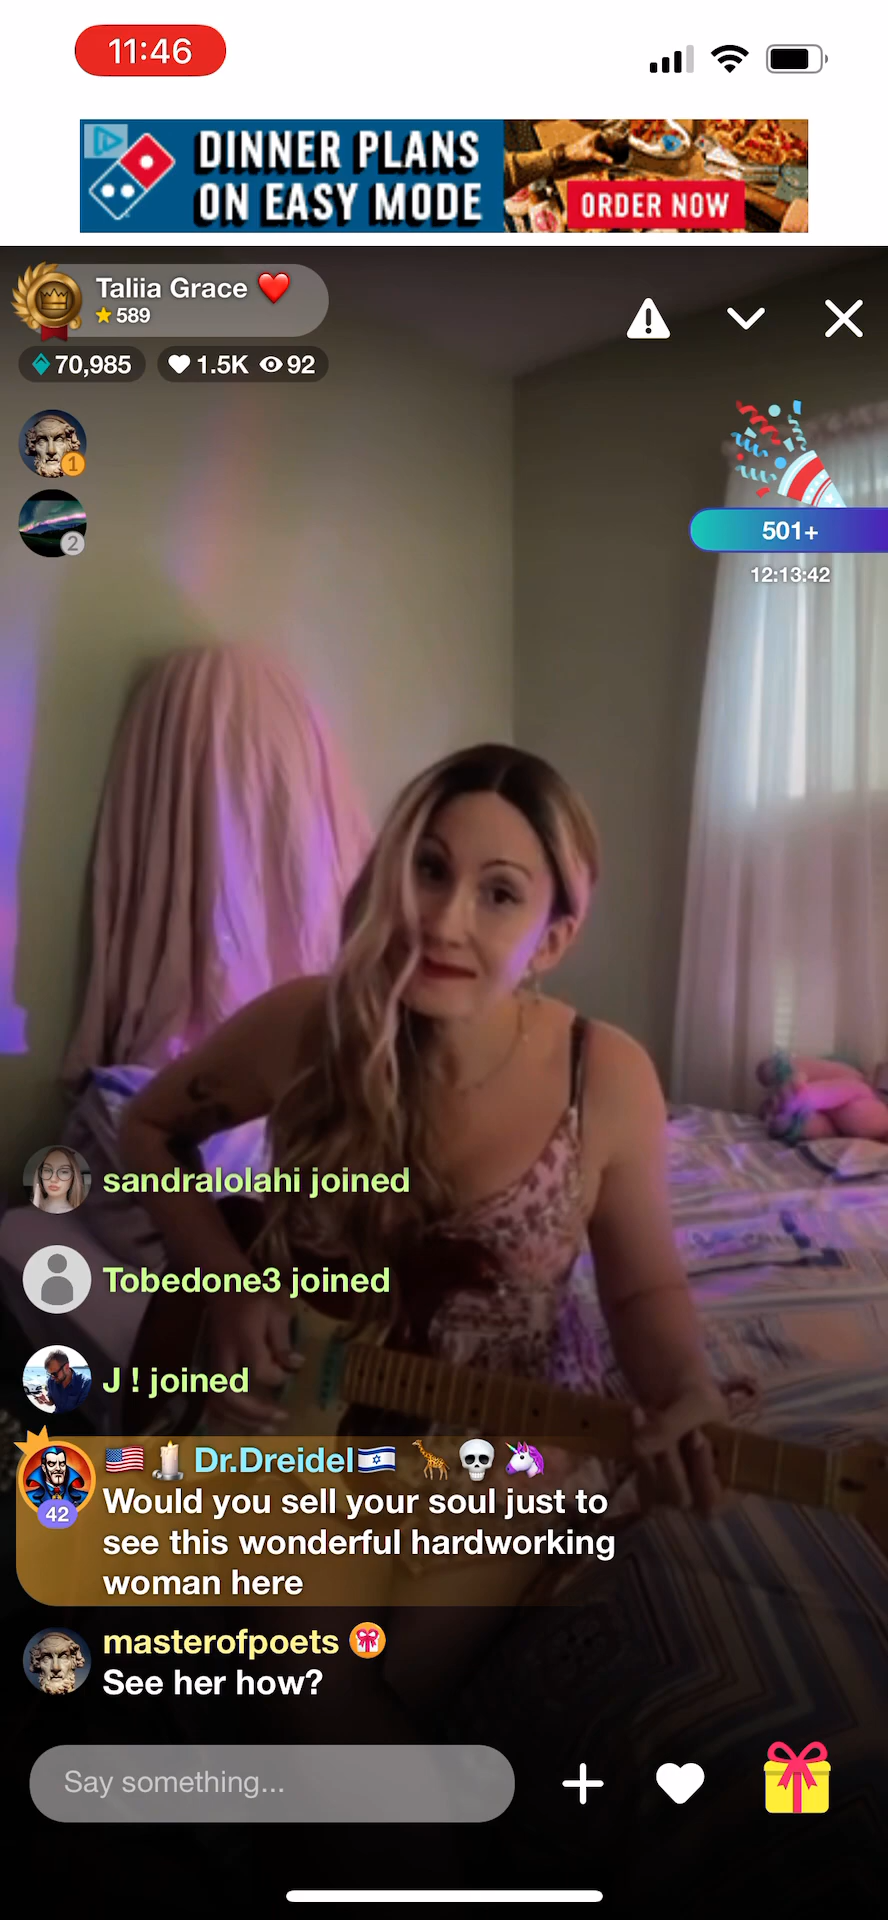 11:46
DINNER PLANS
ON EASY MODE
ORDER NOW
Taliia Grace ❤️
⭐ 589
70,985
1.5K 92
1
2
501+
12:13:42
sandralolahi joined
Tobedone3 joined
J ! joined
🇺🇸🕯️ Dr.Dreidel🇮🇱 🦒💀🦄
42
Would you sell your soul just to
see this wonderful hardworking
woman here
masterofpoets
See her how?
Say something...